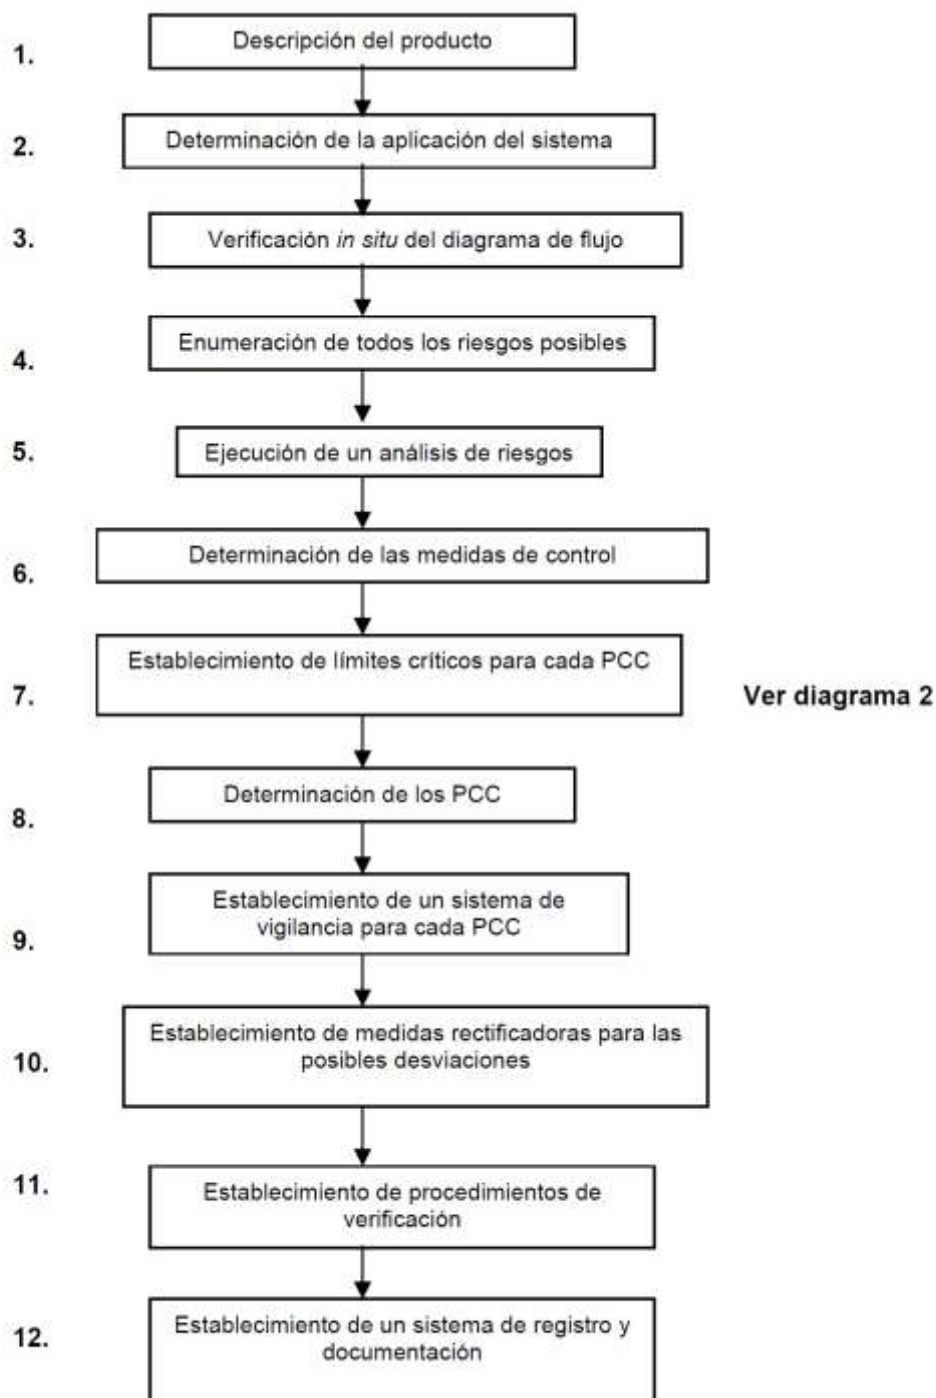 Descripción del producto
1.
Determinación de la aplicación del sistema
2.
Verificación in situ del diagrama de flujo
3.
Enumeración de todos los riesgos posibles
4.
Ejecución de un análisis de riesgos
5.
Determinación de las medidas de control
6.
Establecimiento de límites críticos para cada PCC
7.
Ver diagrama 2
Determinación de los PCC
8.
Establecimiento de un sistema de
vigilancia para cada PCC
9.
Establecimiento de medidas rectificadoras para las
posibles desviaciones
10.
Establecimiento de procedimientos de
verificación
11.
Establecimiento de un sistema de registro y
documentación
12.